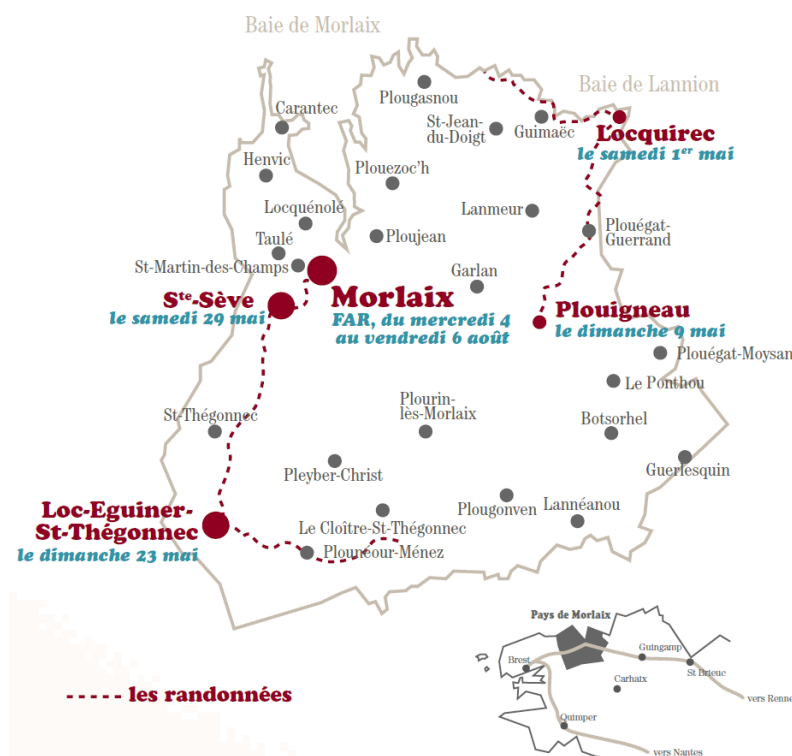 Baie de Morlaix
Baie de Lannion
Plougasnou
Carantec
St-Jean-
du-Doigt
Guimaëc
Locquirec
le samedi 1er mai
Henvic
Plouezoc'h
Locquénolé
Lanmeur
Taulé
Ploujean
Plouégat-
Guerrand
St-Martin-des-Champs
Garlan
Ste-Sève
le samedi 29 mai
Morlaix
FAR, du mercredi 4
au vendredi 6 août
Plouigneau
le dimanche 9 mai
Plouégat-Moysan
Le Ponthou
Plourin-
lès-Morlaix
St-Thégonnec
Botsorhel
Pleyber-Christ
Guerlesquin
Loc-Eguiner-
St-Thégonnec
le dimanche 23 mai
Plougonven
Lannéanou
Le Cloître-St-Thégonnec
Plounéour-Ménez
Pays de Morlaix
Guingamp
Brest
St Brieuc
Carhaix
vers Renne
Quimper
vers Nantes
les randonnées